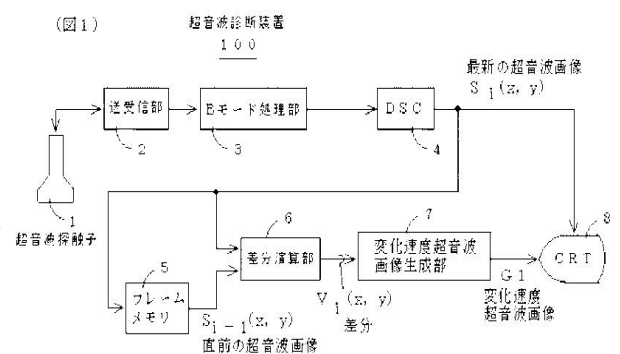 (図1)
超音波診断装置
100
最新の超音波画像
Si(x, y)
送受信部
Bモード処理部
DSC
2
3
4
1
超音波探触子
6
7
8
差分演算部
変化速度超音波
画像生成部
CRT
5
フレーム
メモリ
Vi(x, y)
差分
G1
変化速度
超音波画像
Si-1(x, y)
直前の超音波画像